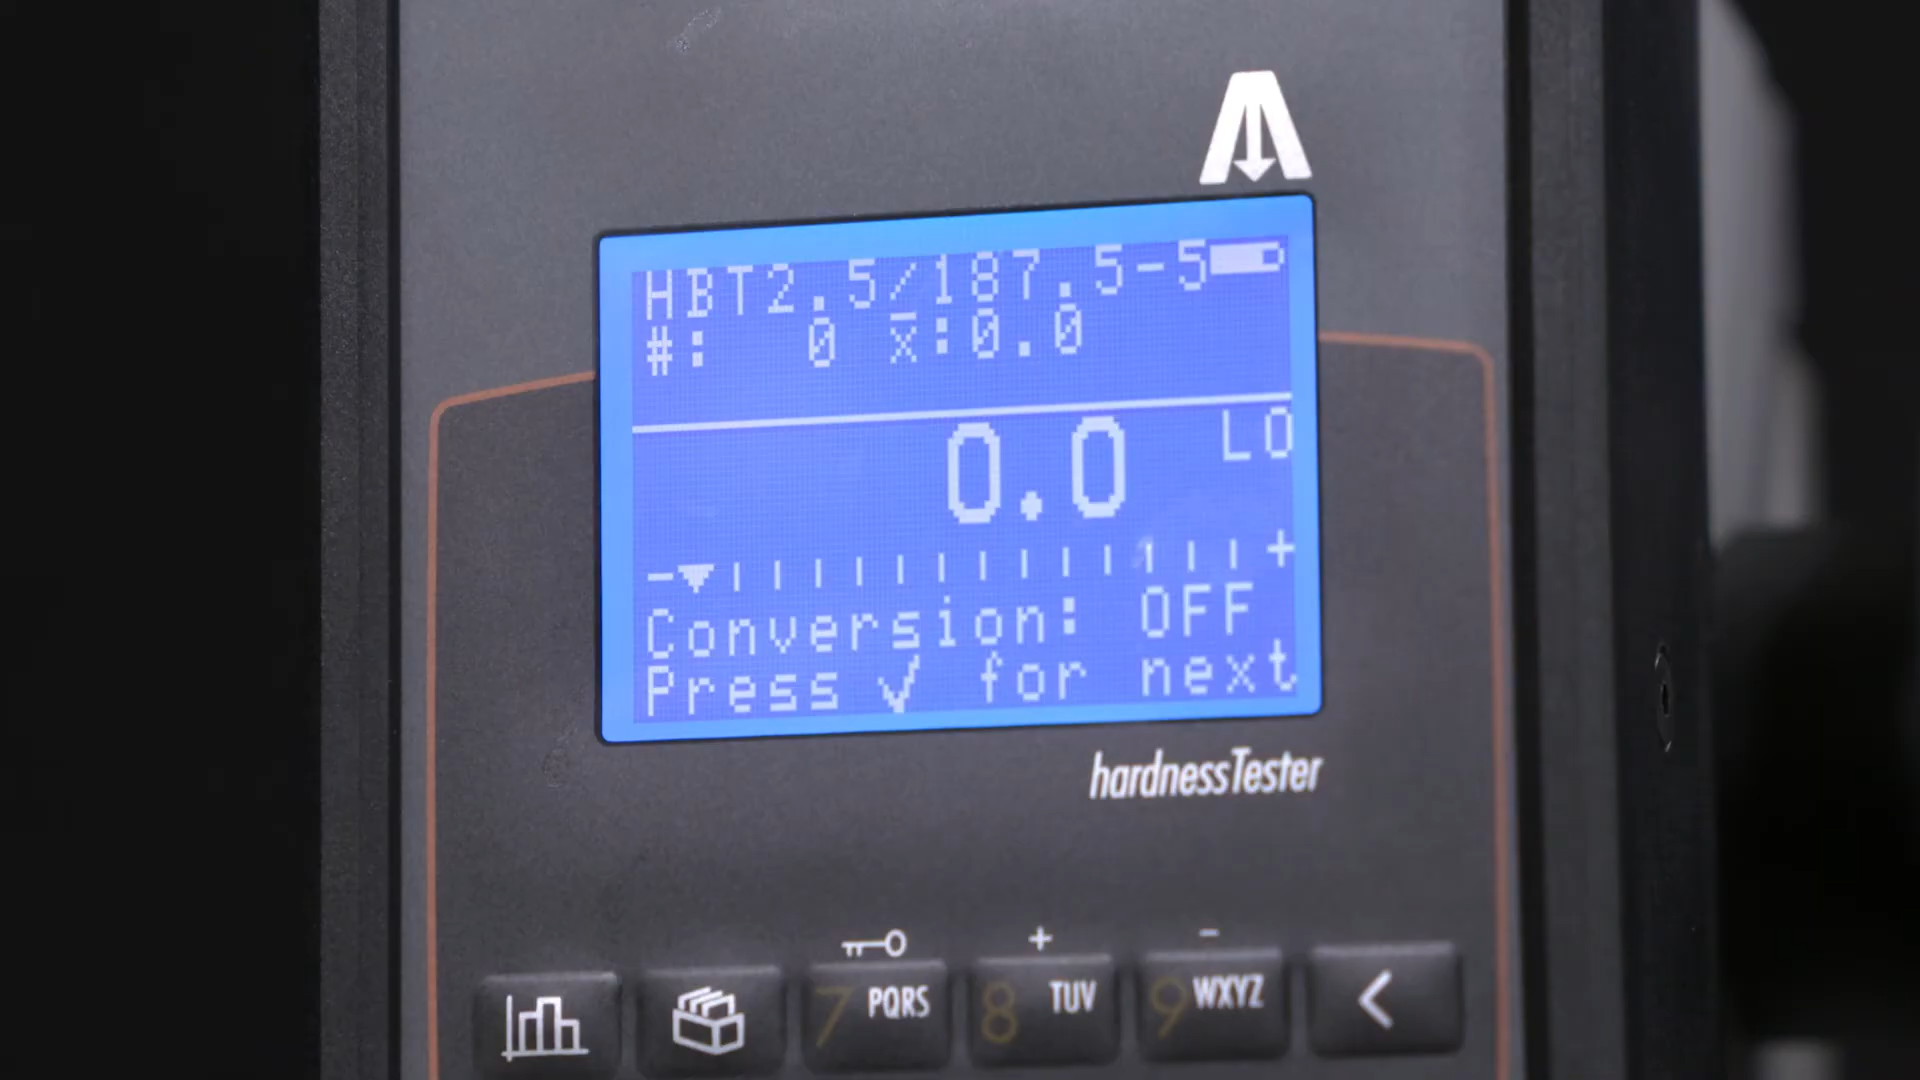 HBT2.5/187.5-5
#: 0 x̄:0.0
0.0 LO
- +
Conversion: OFF
Press √ for next
hardnessTester
+ -
7 PQRS 8 TUV 9 WXYZ <